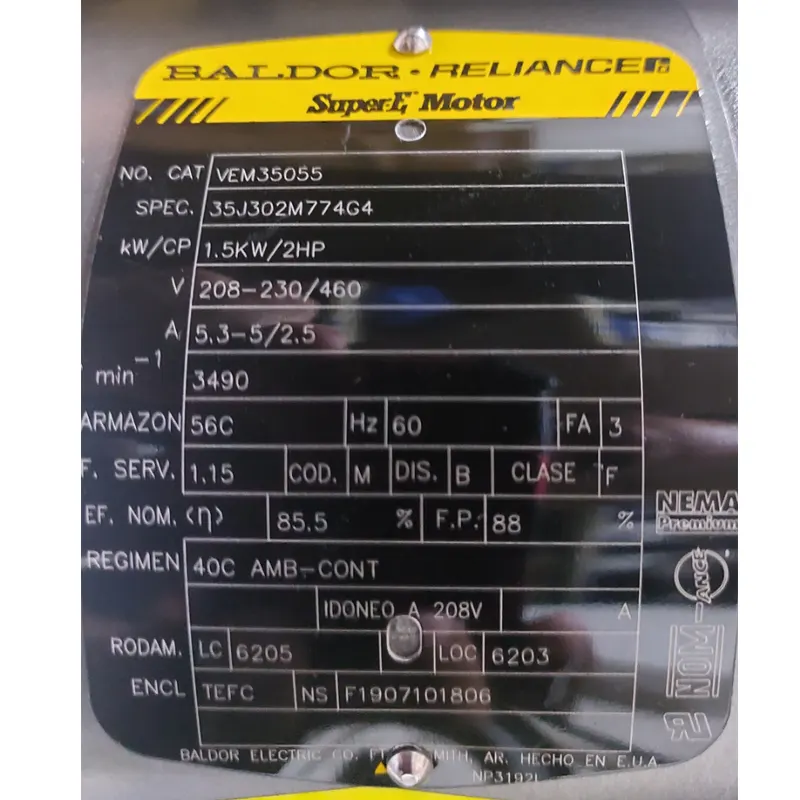 BALDOR · RELIANCE
Super-E Motor
NO. CAT VEM35055
SPEC. 35J302M774G4
kW/CP 1.5KW/2HP
V 208-230/460
A 5.3-5/2.5
min-1 3490
ARMAZON 56C Hz 60 FA 3
F. SERV. 1.15 COD. M DIS. B CLASE F
EF. NOM. (η) 85.5 % F.P. 88 %
NEMA
Premium
REGIMEN 40C AMB-CONT
IDONEO A 208V A
NOM-ANCE
RODAM. LC 6205 LOC 6203
ENCL TEFC NS F1907101806
BALDOR ELECTRIC CO. AR. HECHO EN E.U.A.
NP3192L